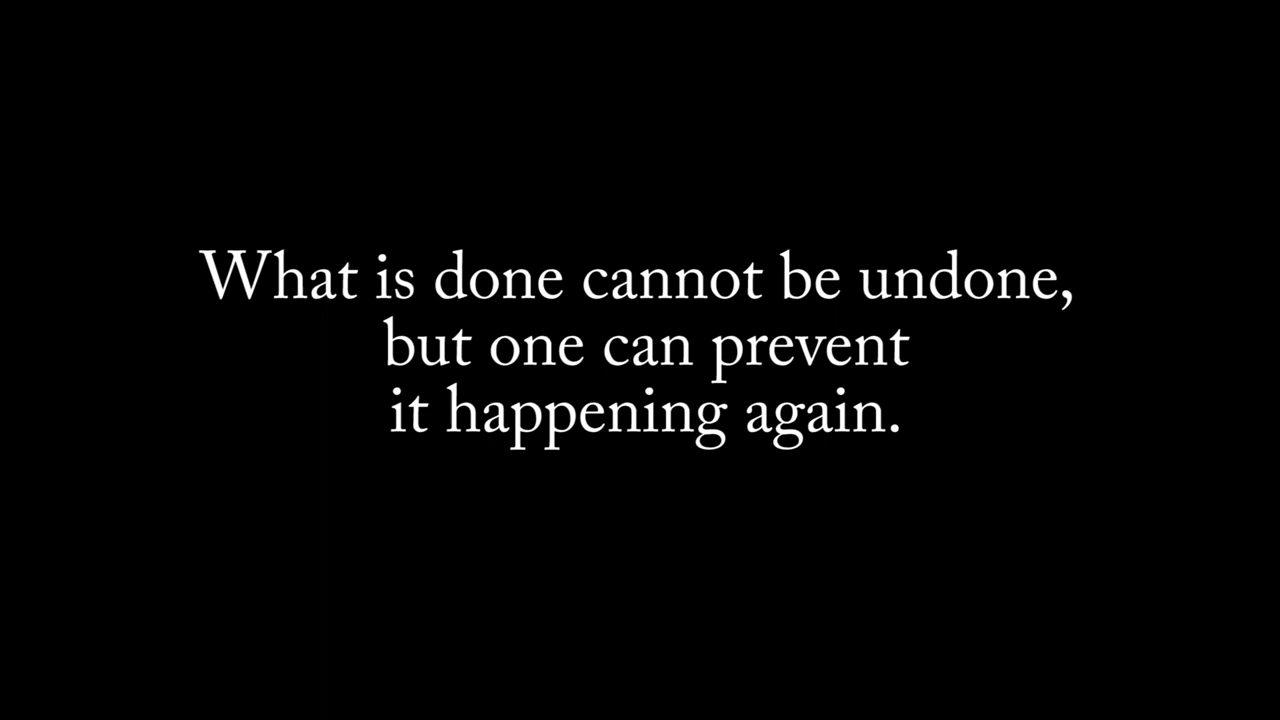 What is done cannot be undone,
but one can prevent
it happening again.